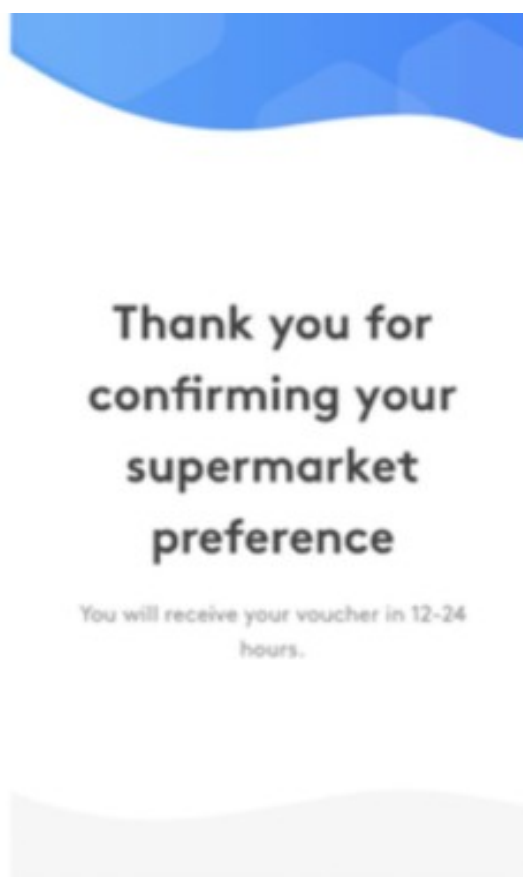 Thank you for
confirming your
supermarket
preference
You will receive your voucher in 12-24
hours.